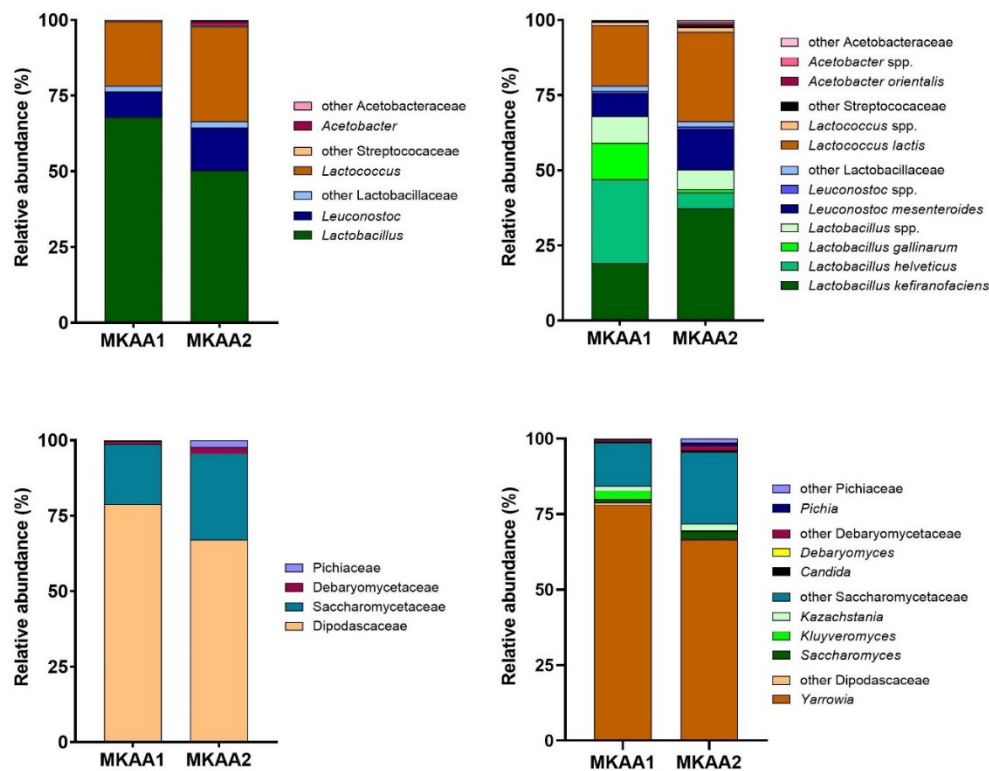 Relative abundance (%)
100
75
50
25
0
MKAA1
MKAA2
other Acetobacteraceae
Acetobacter
other Streptococaceae
Lactococcus
other Lactobacillaceae
Leuconostoc
Lactobacillus
Relative abundance (%)
100
75
50
25
0
MKAA1
MKAA2
other Acetobacteraceae
Acetobacter spp.
Acetobacter orientalis
other Streptococaceae
Lactococcus spp.
Lactococcus lactis
other Lactobacillaceae
Leuconostoc spp.
Leuconostoc mesenteroides
Lactobacillus spp.
Lactobacillus gallinarum
Lactobacillus helveticus
Lactobacillus kefiranofaciens
Relative abundance (%)
100
75
50
25
0
MKAA1
MKAA2
Pichiaceae
Debaryomycetaceae
Saccharomycetaceae
Dipodascaceae
Relative abundance (%)
100
75
50
25
0
MKAA1
MKAA2
other Pichiaceae
Pichia
other Debaryomycetaceae
Debaryomyces
Candida
other Saccharomycetaceae
Kazachstania
Kluyveromyces
Saccharomyces
other Dipodascaceae
Yarrowia